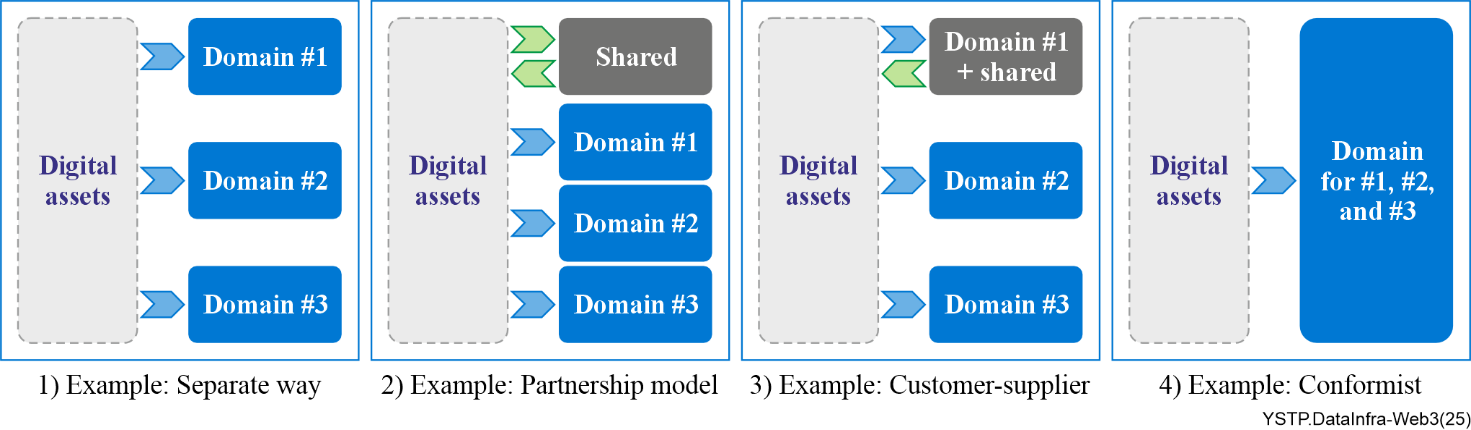 Digital
assets
Domain #1
Domain #2
Domain #3
1) Example: Separate way
Digital
assets
Shared
Domain #1
Domain #2
Domain #3
2) Example: Partnership model
Digital
assets
Domain #1
+ shared
Domain #2
Domain #3
3) Example: Customer-supplier
Digital
assets
Domain
for #1, #2,
and #3
4) Example: Conformist
YSTP.DataInfra-Web3(25)